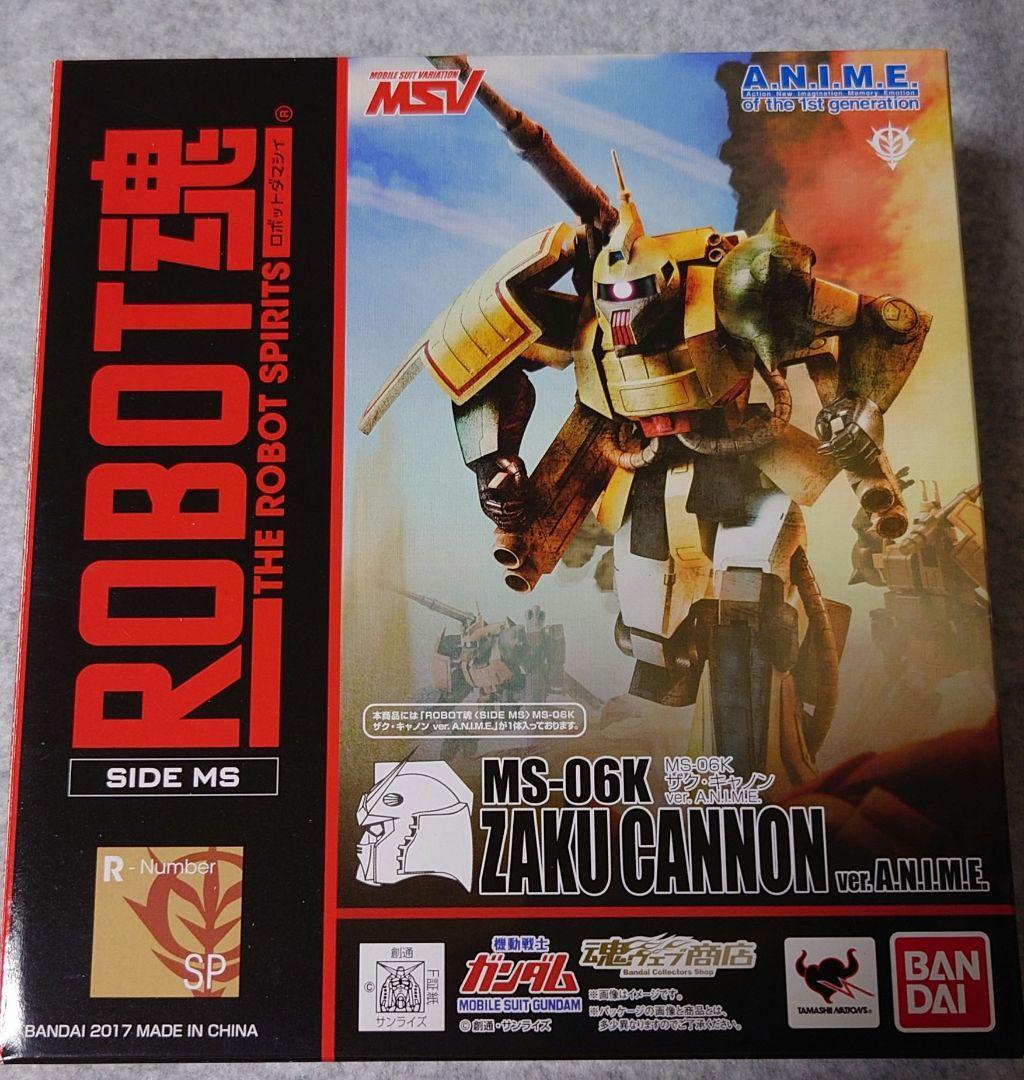 ROBOT魂®
ロボットダマシイ
THE ROBOT SPIRITS
SIDE MS
R - Number
SP
BANDAI 2017 MADE IN CHINA
MOBILE SUIT VARIATION
MSV
A.N.I.M.E.
Action New Imagination Memory Emotion
of the 1st generation
本商品には「ROBOT魂〈SIDE MS〉MS-06K
ザク・キャノン ver. A.N.I.M.E.」が1体入っております。
MS-06K
MS-06K
ザク・キャノン
ver. A.N.I.M.E.
ZAKU CANNON ver. A.N.I.M.E.
創通
©
F証紙
サンライズ
機動戦士
ガンダム
MOBILE SUIT GUNDAM
©創通・サンライズ
魂ウェブ商店
Bandai Collectors Shop
※画像はイメージです。
※パッケージの画像と商品とは、
多少異なりますのでご了承ください。
TAMASHII NATIONS®
BAN
DAI